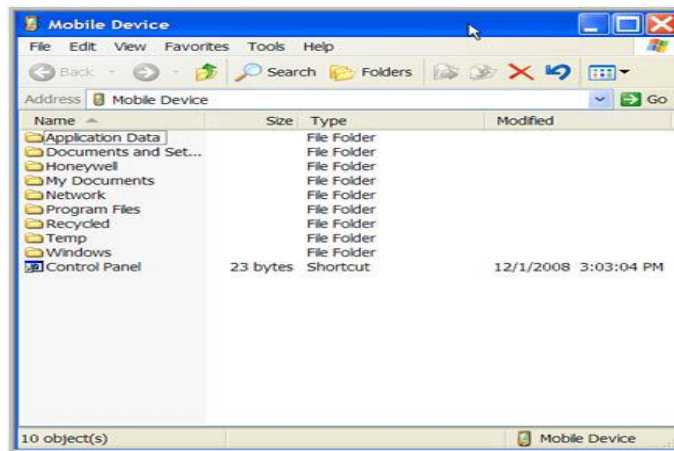 Mobile Device
File Edit View Favorites Tools Help
Back Search Folders
Address Mobile Device Go
Name Size Type Modified
Application Data File Folder
Documents and Set... File Folder
Honeywell File Folder
My Documents File Folder
Network File Folder
Program Files File Folder
Recycled File Folder
Temp File Folder
Windows File Folder
Control Panel 23 bytes Shortcut 12/1/2008 3:03:04 PM
10 object(s) Mobile Device